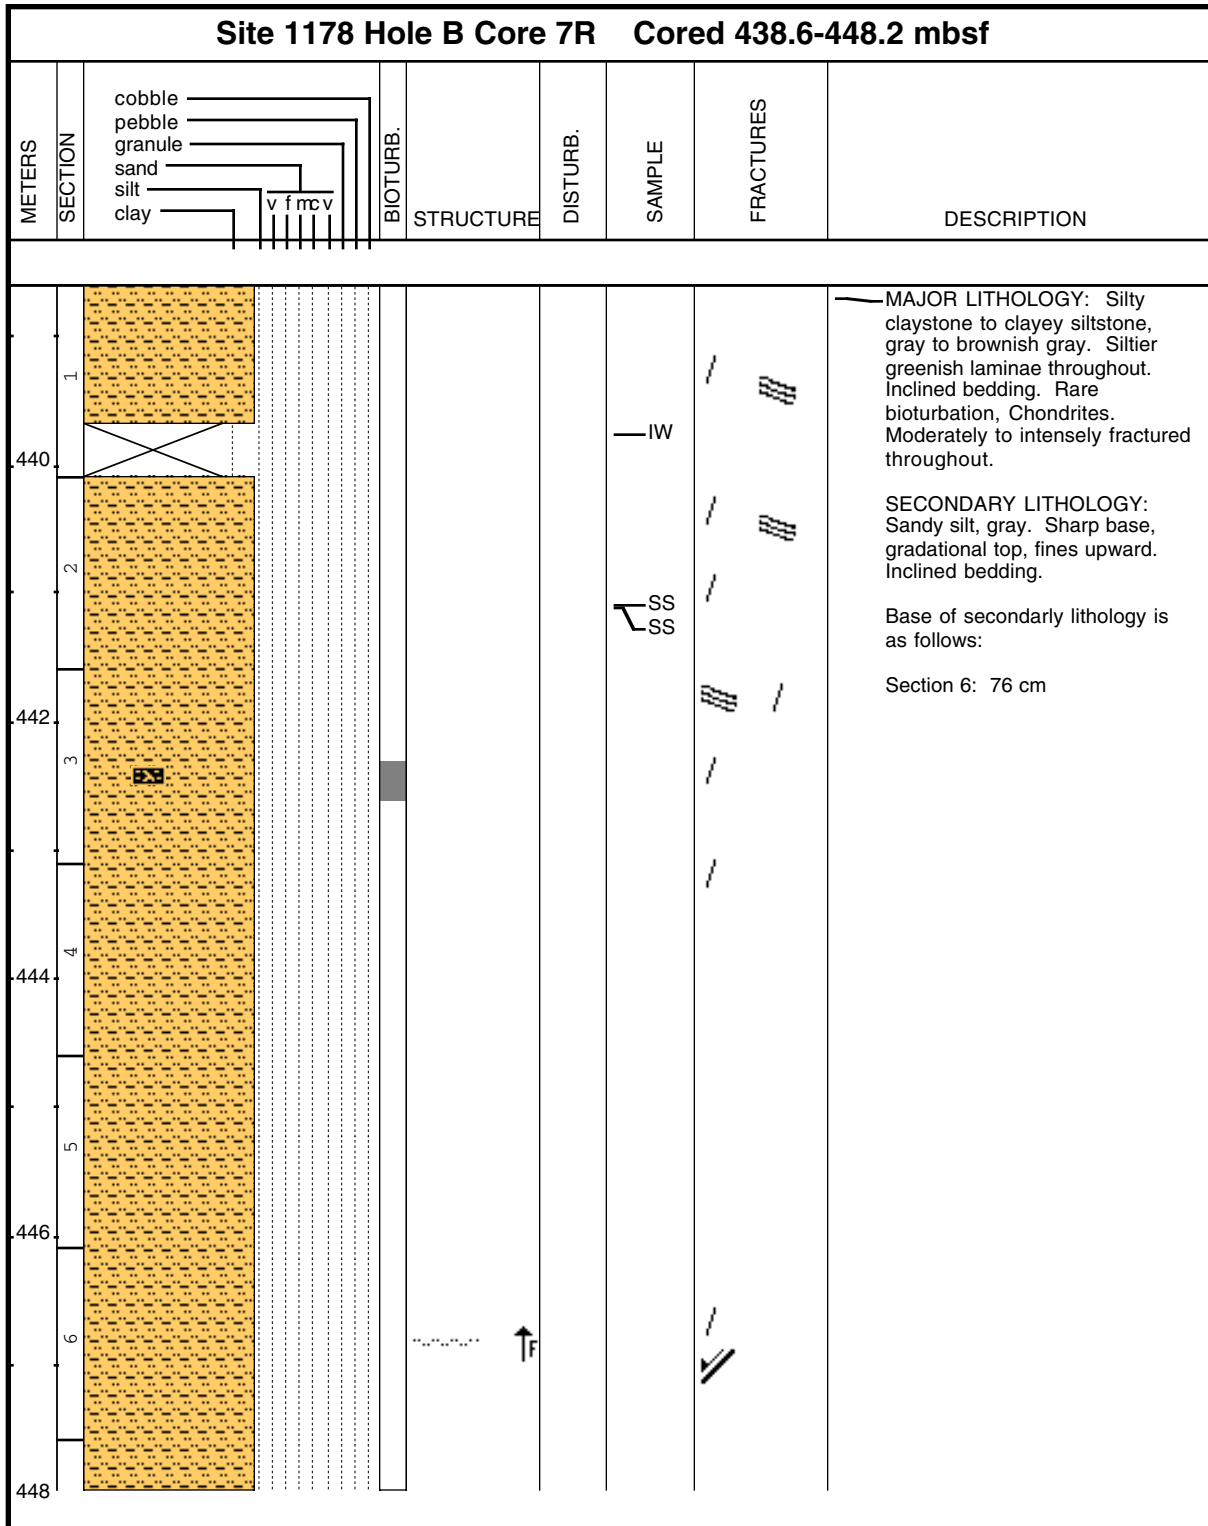 Site 1178 Hole B Core 7R Cored 438.6-448.2 mbsf
METERS
SECTION
cobble
pebble
granule
sand
silt
clay
v f m c v
BIOTURB.
STRUCTURE
DISTURB.
SAMPLE
FRACTURES
DESCRIPTION
1
2
3
4
5
6
440
442
444
446
448
F
IW
SS
SS
MAJOR LITHOLOGY: Silty
claystone to clayey siltstone,
gray to brownish gray. Siltier
greenish laminae throughout.
Inclined bedding. Rare
bioturbation, Chondrites.
Moderately to intensely fractured
throughout.
SECONDARY LITHOLOGY:
Sandy silt, gray. Sharp base,
gradational top, fines upward.
Inclined bedding.
Base of secondarly lithology is
as follows:
Section 6: 76 cm